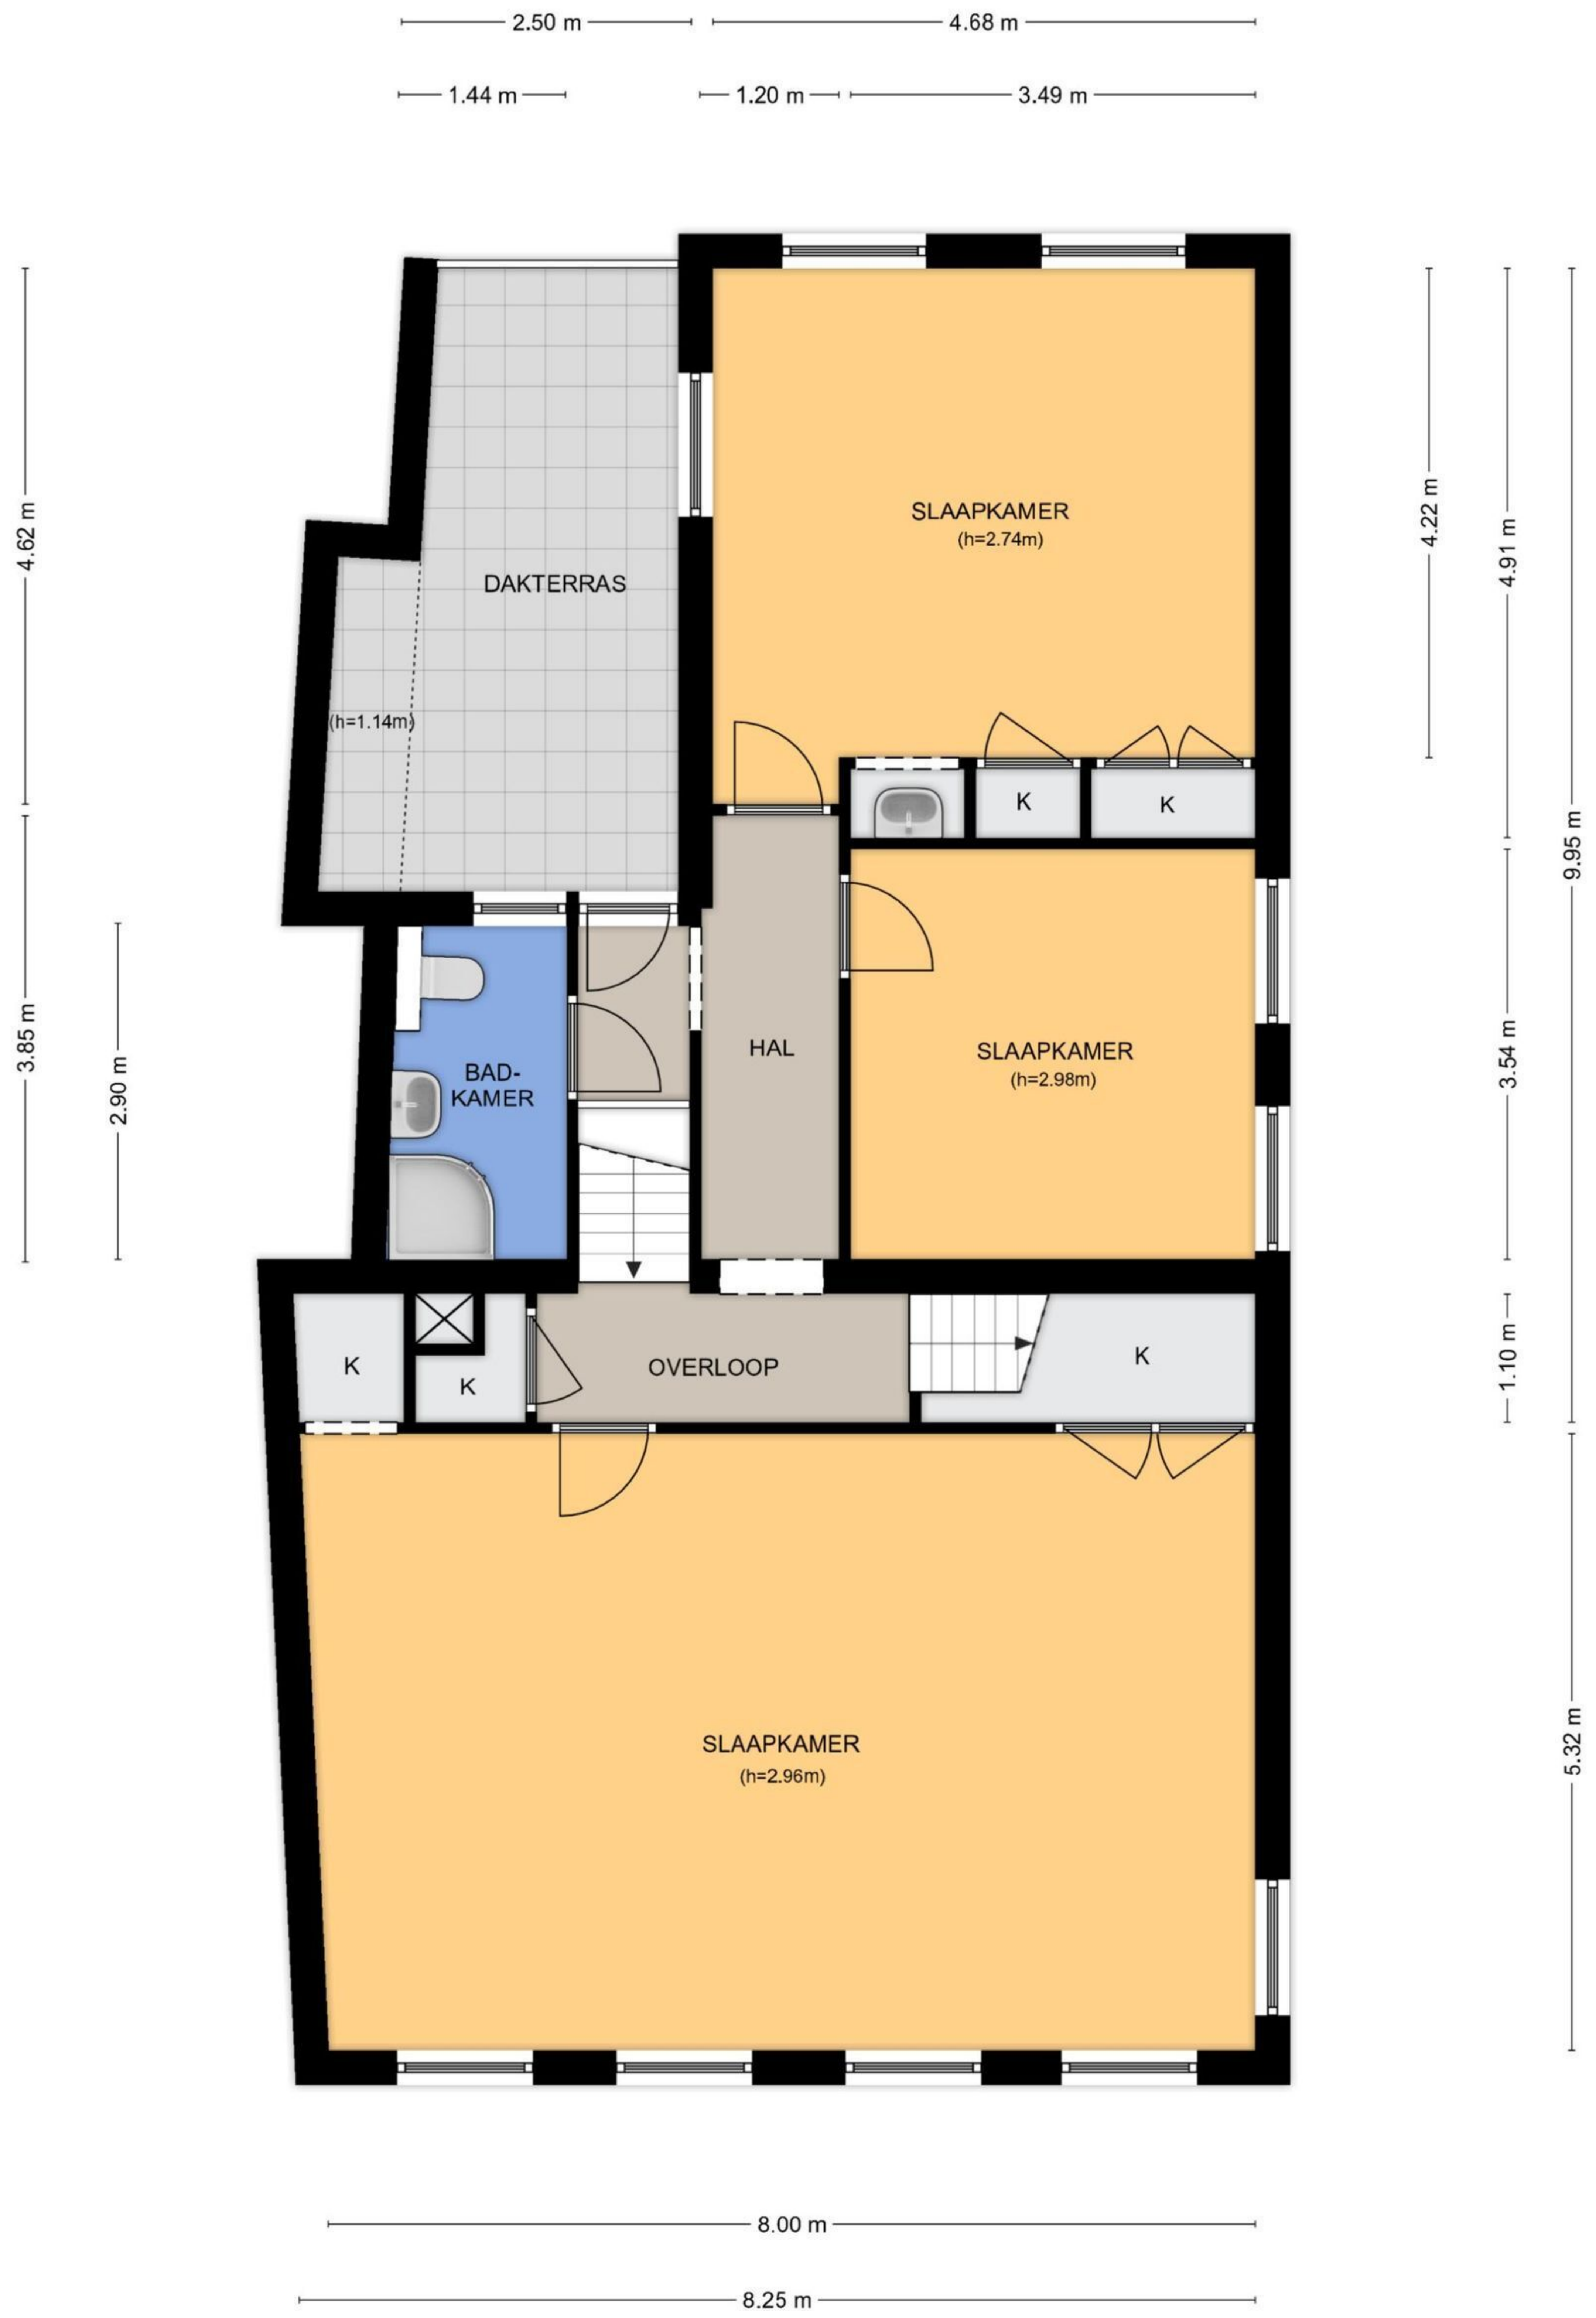 2.50 m
4.68 m
1.44 m
1.20 m
3.49 m
SLAAPKAMER
(h=2.74m)
4.62 m
4.22 m
4.91 m
DAKTERRAS
(h=1.14m)
K
K
9.95 m
3.85 m
2.90 m
BAD-
KAMER
HAL
SLAAPKAMER
(h=2.98m)
3.54 m
K
K
OVERLOOP
K
1.10 m
SLAAPKAMER
(h=2.96m)
5.32 m
8.00 m
8.25 m